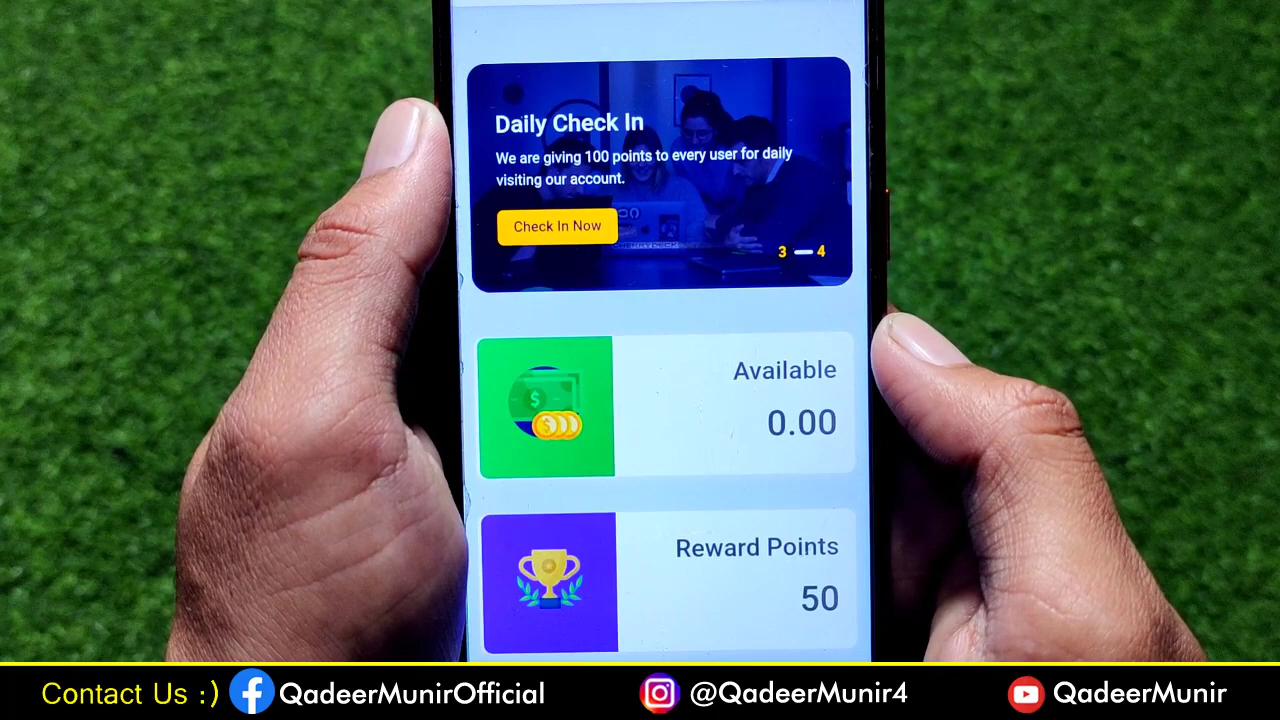 Daily Check In
We are giving 100 points to every user for daily
visiting our account.
Check In Now
3 4
Available
0.00
Reward Points
50
Contact Us :) QadeerMunirOfficial @QadeerMunir4 QadeerMunir